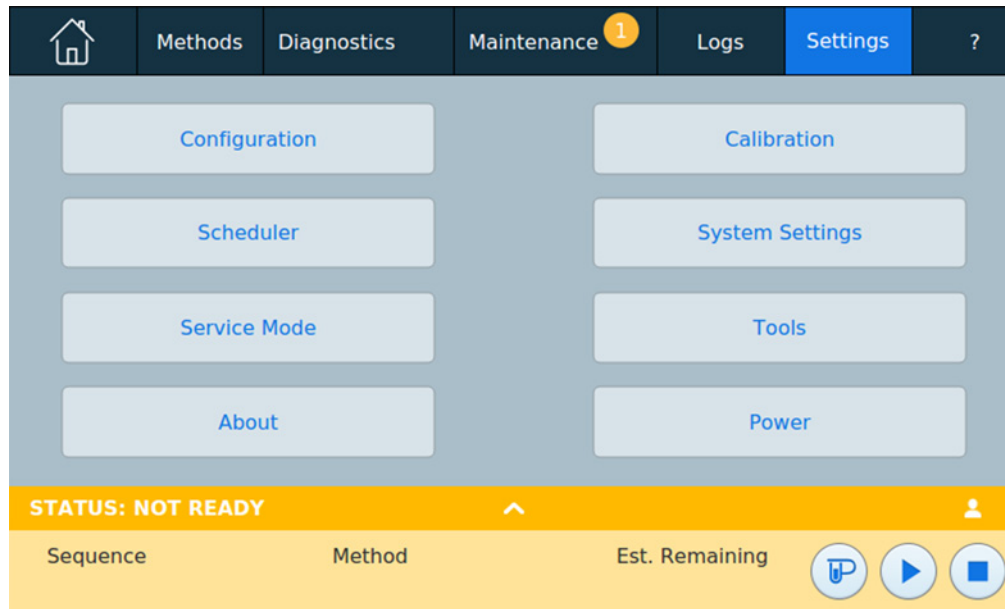 Methods Diagnostics Maintenance 1 Logs Settings ?
Configuration Calibration
Scheduler System Settings
Service Mode Tools
About Power
STATUS: NOT READY
Sequence Method Est. Remaining